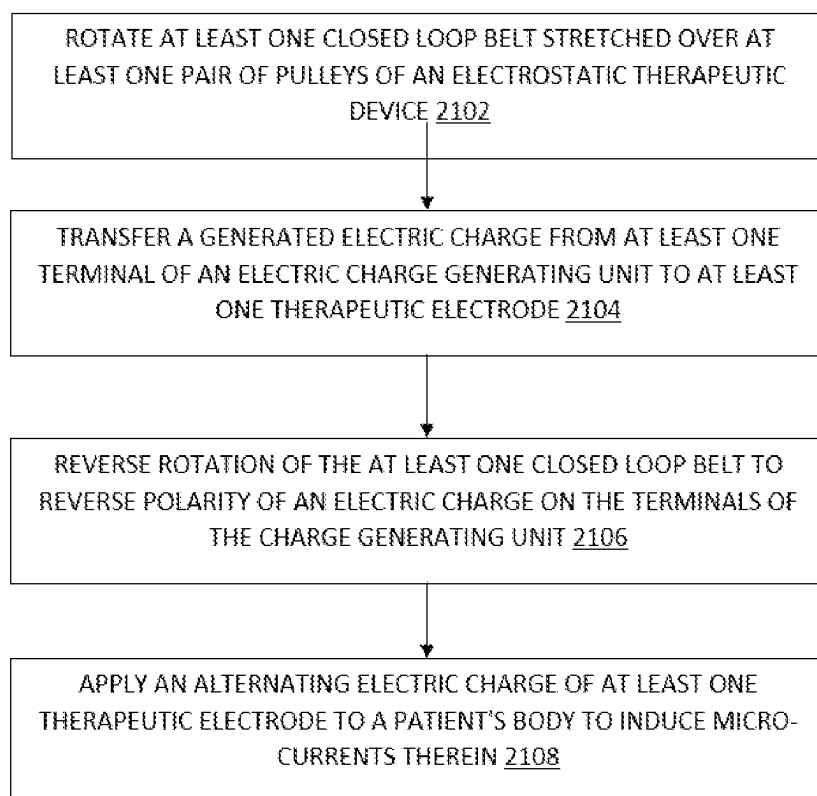 ROTATE AT LEAST ONE CLOSED LOOP BELT STRETCHED OVER AT
LEAST ONE PAIR OF PULLEYS OF AN ELECTROSTATIC THERAPEUTIC
DEVICE 2102
TRANSFER A GENERATED ELECTRIC CHARGE FROM AT LEAST ONE
TERMINAL OF AN ELECTRIC CHARGE GENERATING UNIT TO AT LEAST
ONE THERAPEUTIC ELECTRODE 2104
REVERSE ROTATION OF THE AT LEAST ONE CLOSED LOOP BELT TO
REVERSE POLARITY OF AN ELECTRIC CHARGE ON THE TERMINALS OF
THE CHARGE GENERATING UNIT 2106
APPLY AN ALTERNATING ELECTRIC CHARGE OF AT LEAST ONE
THERAPEUTIC ELECTRODE TO A PATIENT'S BODY TO INDUCE MICRO-
CURRENTS THEREIN 2108